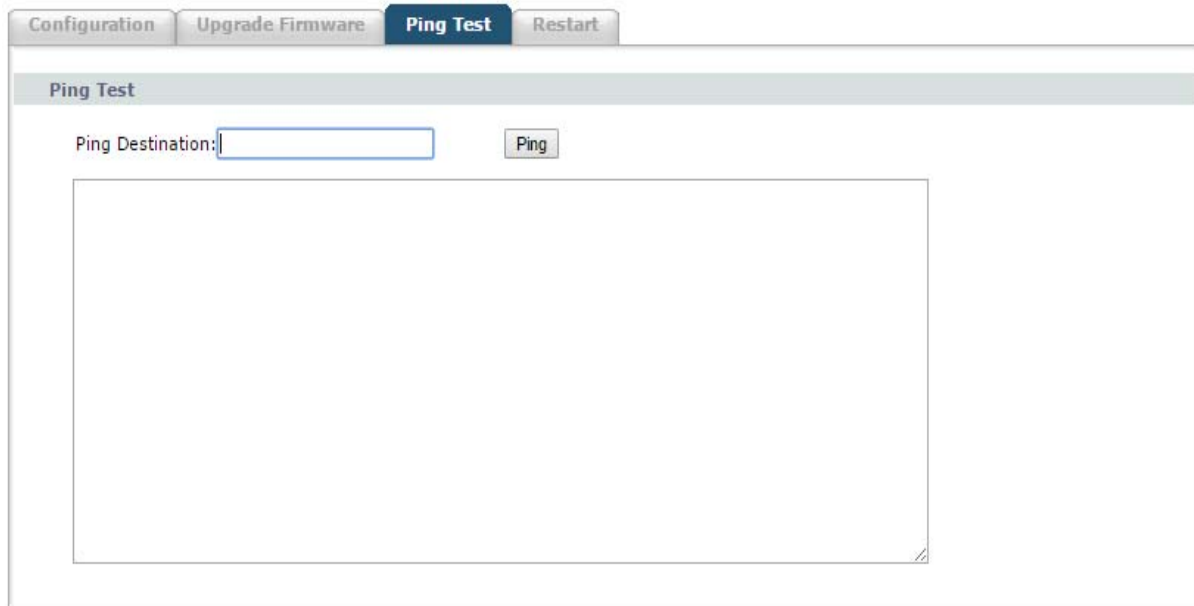 Configuration Upgrade Firmware Ping Test Restart
Ping Test
Ping Destination: Ping